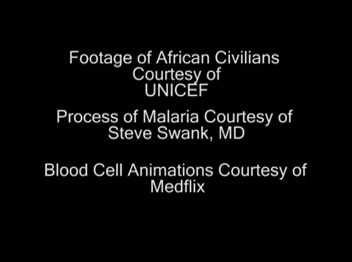 Footage of African Civilians
Courtesy of
UNICEF
Process of Malaria Courtesy of
Steve Swank, MD
Blood Cell Animations Courtesy of
Medflix